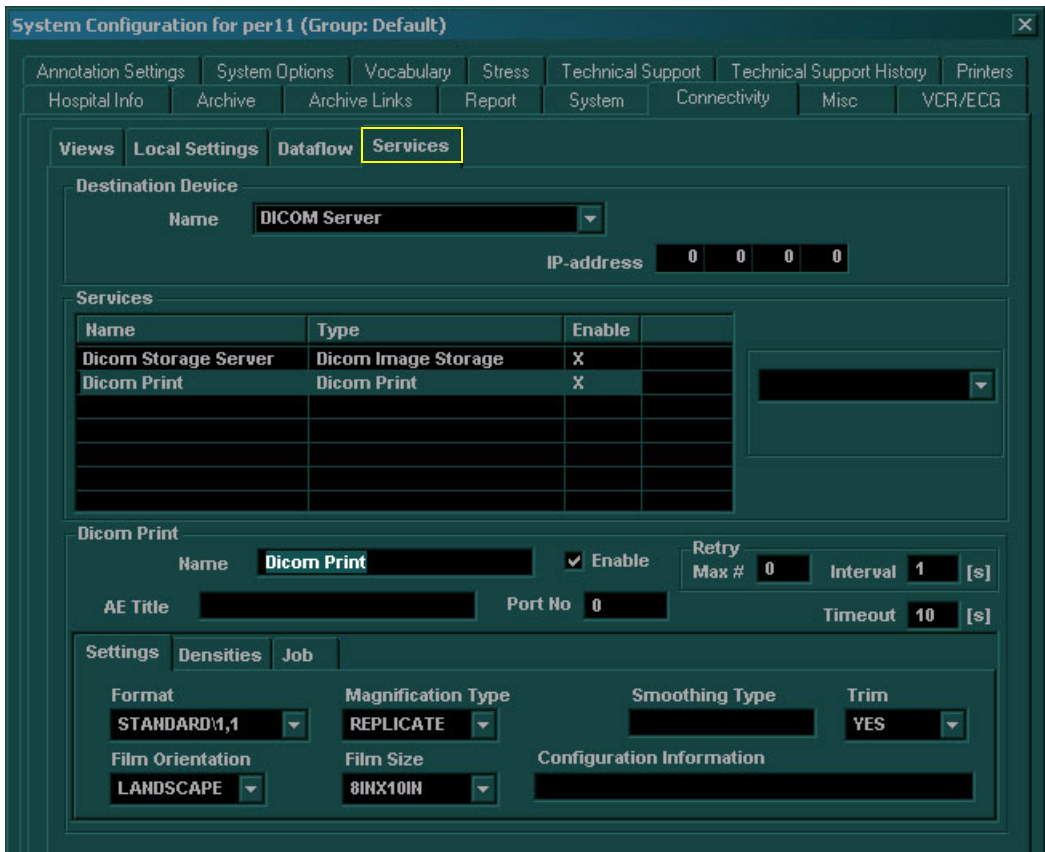 System Configuration for per11 (Group: Default)
Annotation Settings System Options Vocabulary Stress Technical Support Technical Support History Printers
Hospital Info Archive Archive Links Report System Connectivity Misc VCR/ECG
Views Local Settings Dataflow Services
Destination Device
Name DICOM Server
IP-address 0 0 0 0
Services
Name Type Enable
Dicom Storage Server Dicom Image Storage X
Dicom Print Dicom Print X
Dicom Print
Name Dicom Print Enable
Retry
Max # 0 Interval 1 [s]
AE Title Port No 0 Timeout 10 [s]
Settings Densities Job
Format Magnification Type Smoothing Type Trim
STANDARD\1,1 REPLICATE YES
Film Orientation Film Size Configuration Information
LANDSCAPE 8INX10IN